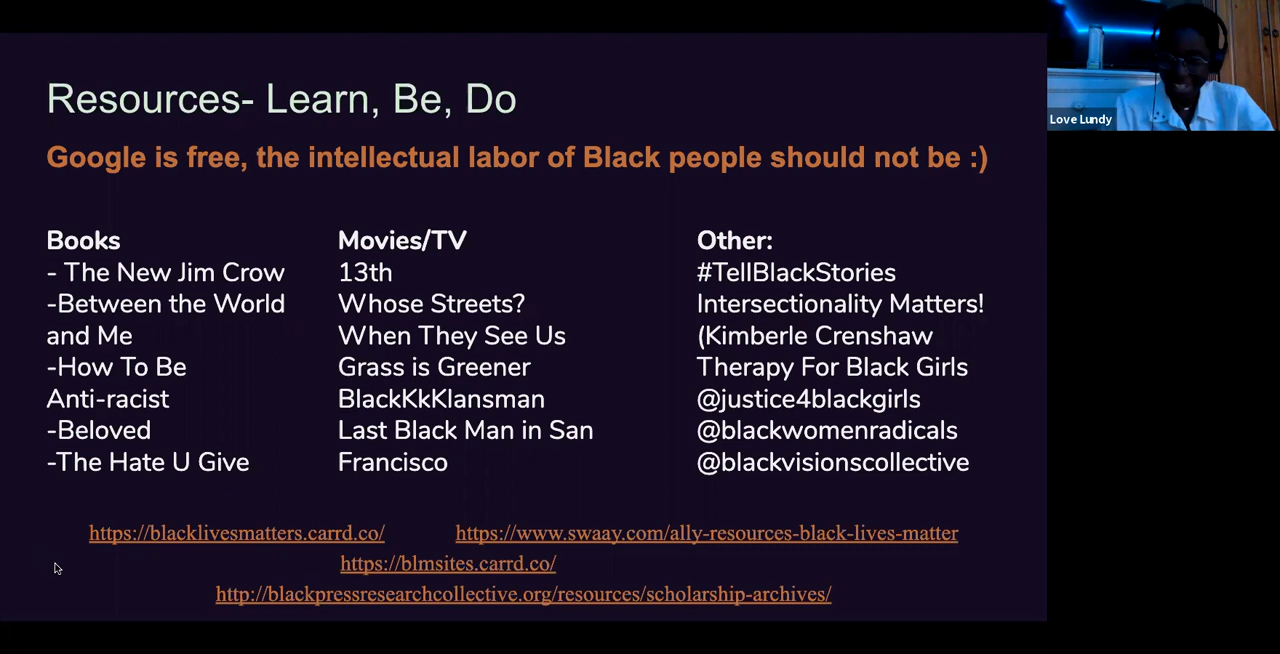 Resources- Learn, Be, Do
Google is free, the intellectual labor of Black people should not be :)
Books
- The New Jim Crow
-Between the World
and Me
-How To Be
Anti-racist
-Beloved
-The Hate U Give
Movies/TV
13th
Whose Streets?
When They See Us
Grass is Greener
BlacKkKlansman
Last Black Man in San
Francisco
Other:
#TellBlackStories
Intersectionality Matters!
(Kimberle Crenshaw
Therapy For Black Girls
@justice4blackgirls
@blackwomenradicals
@blackvisionscollective
https://blacklivesmatters.carrd.co/
https://www.swaay.com/ally-resources-black-lives-matter
https://blmsites.carrd.co/
http://blackpressresearchcollective.org/resources/scholarship-archives/
Love Lundy